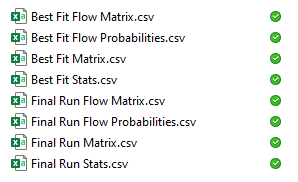 Best Fit Flow Matrix.csv
Best Fit Flow Probabilities.csv
Best Fit Matrix.csv
Best Fit Stats.csv
Final Run Flow Matrix.csv
Final Run Flow Probabilities.csv
Final Run Matrix.csv
Final Run Stats.csv